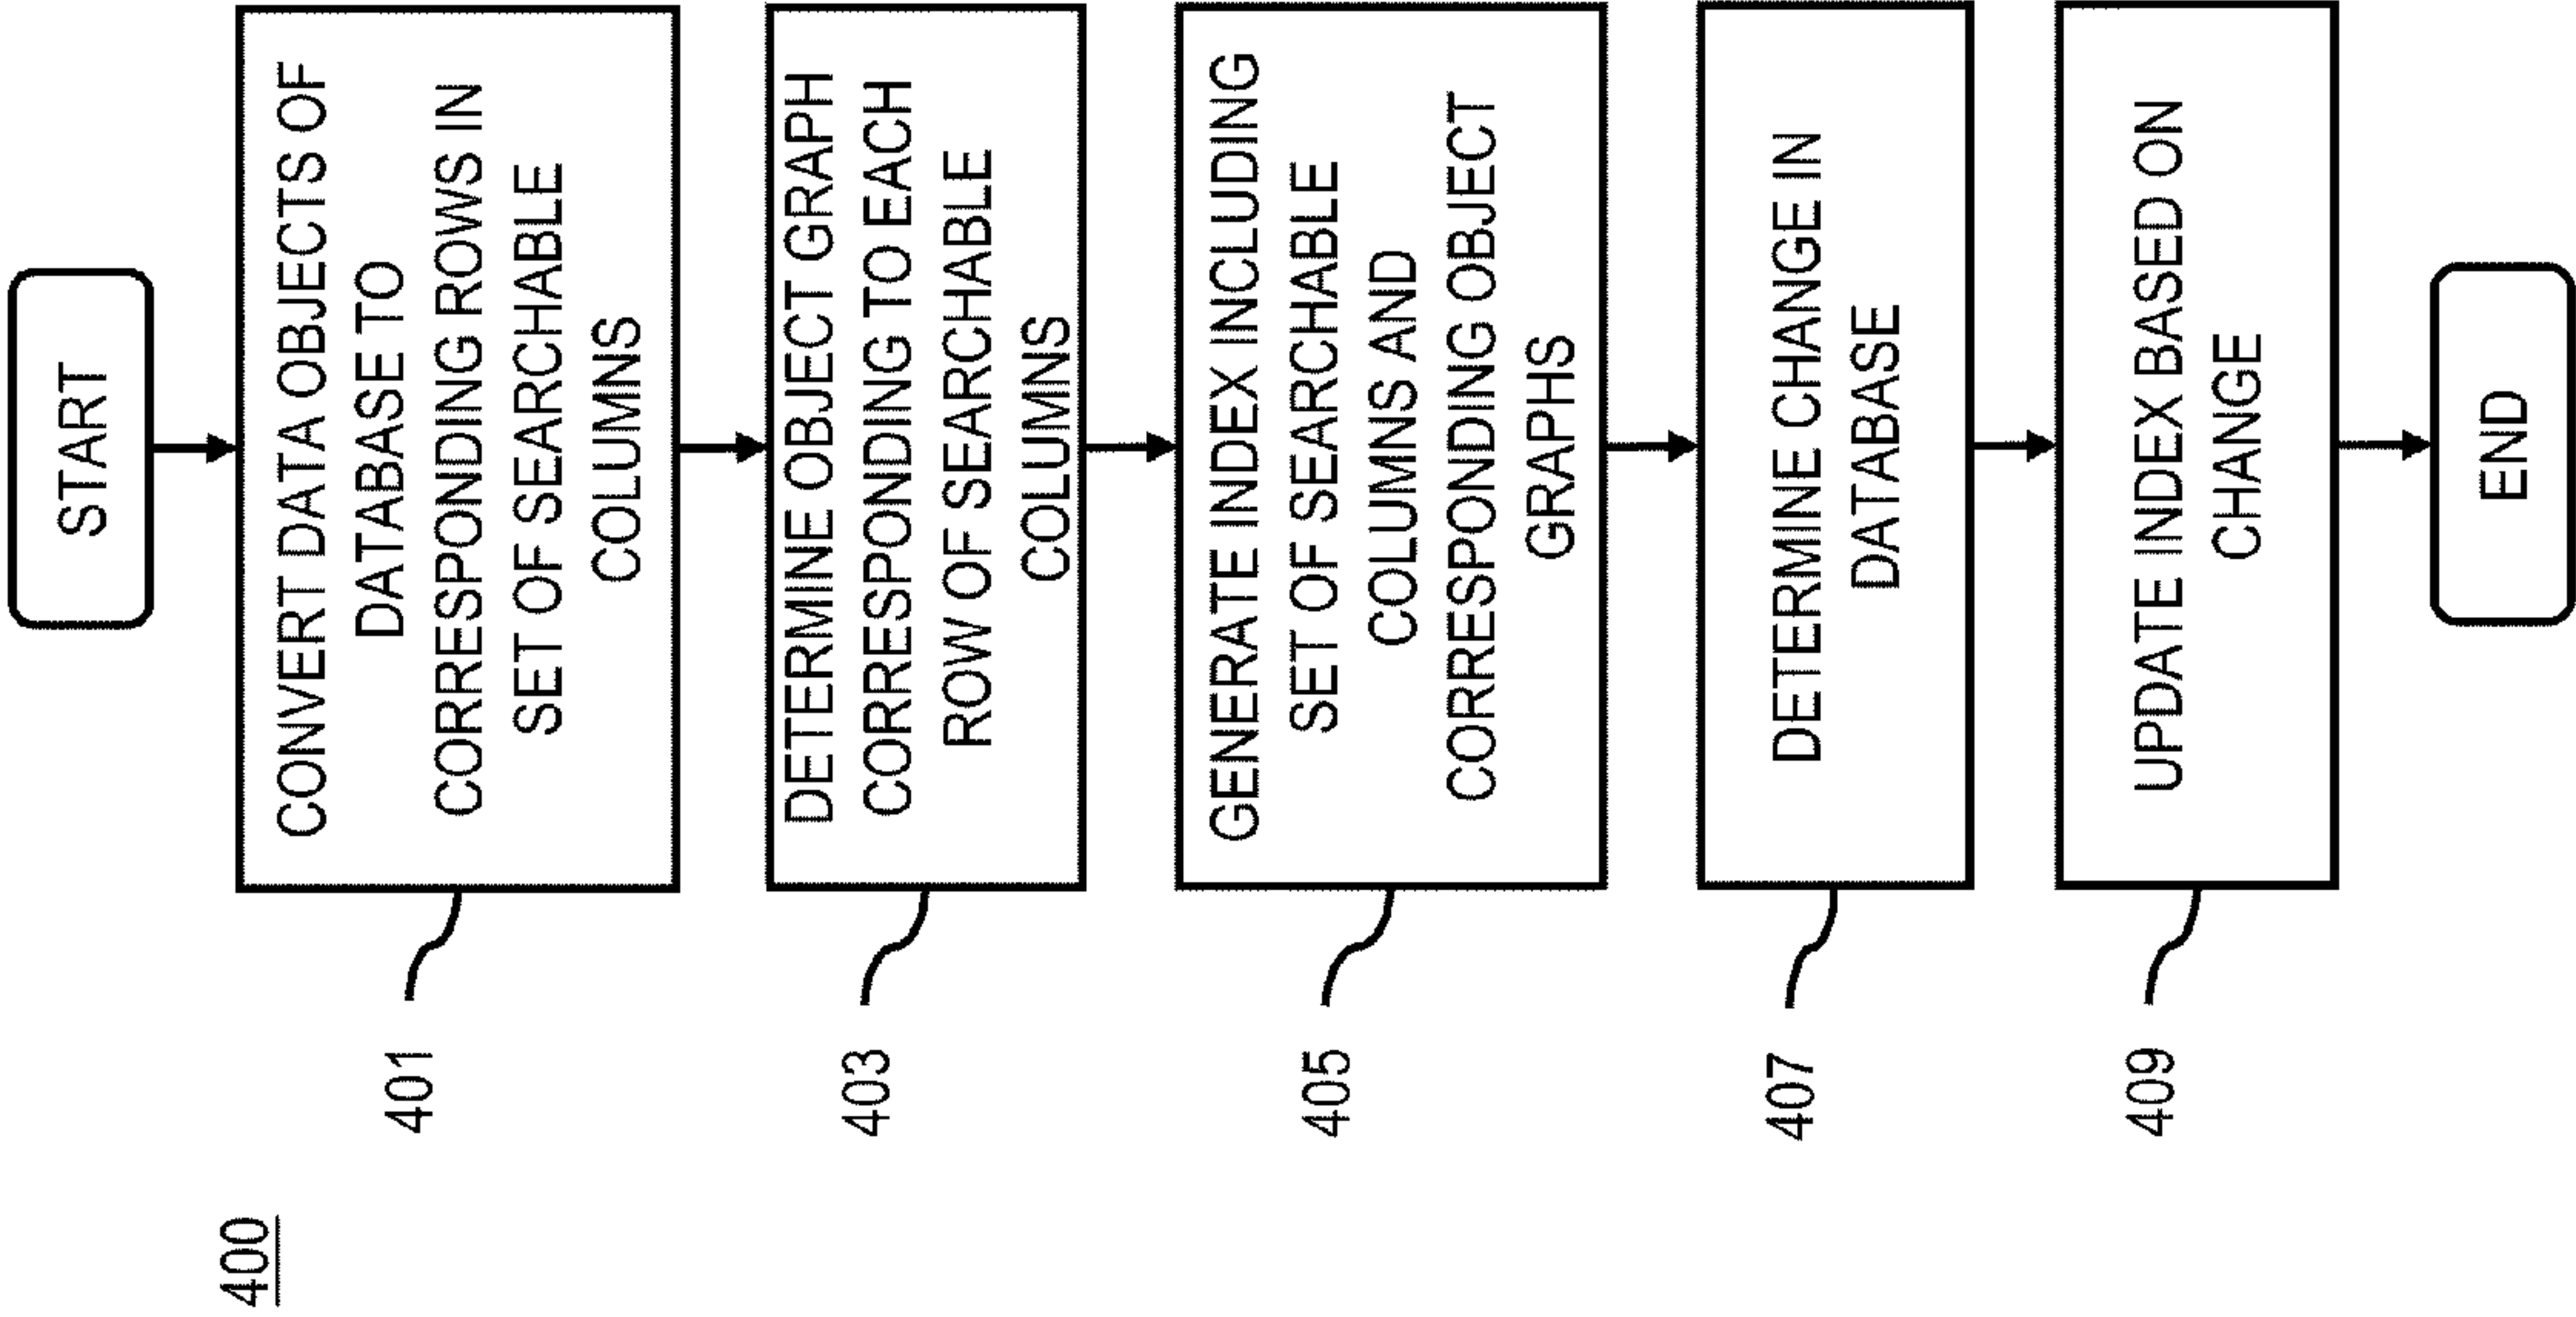 400
START
401
CONVERT DATA OBJECTS OF
DATABASE TO
CORRESPONDING ROWS IN
SET OF SEARCHABLE
COLUMNS
403
DETERMINE OBJECT GRAPH
CORRESPONDING TO EACH
ROW OF SEARCHABLE
COLUMNS
405
GENERATE INDEX INCLUDING
SET OF SEARCHABLE
COLUMNS AND
CORRESPONDING OBJECT
GRAPHS
407
DETERMINE CHANGE IN
DATABASE
409
UPDATE INDEX BASED ON
CHANGE
END